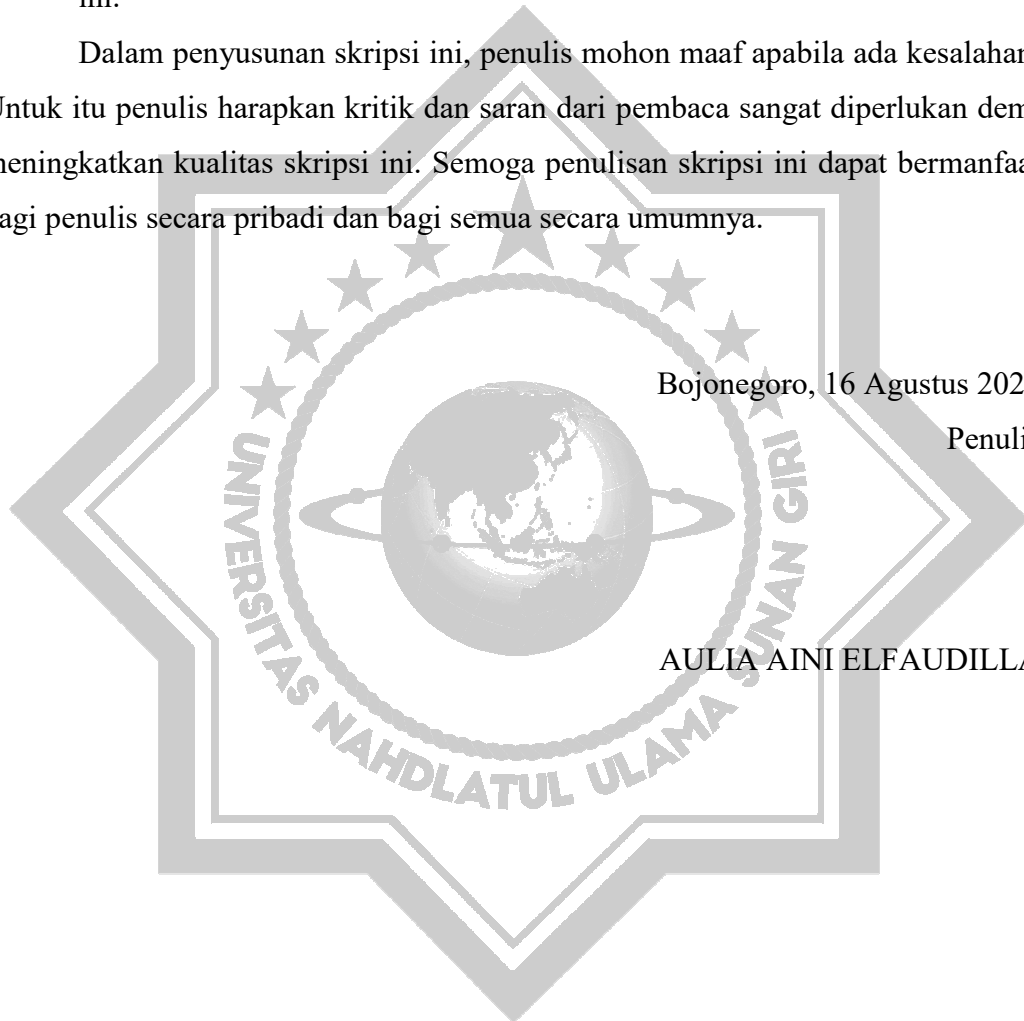 ini.
Dalam penyusunan skripsi ini, penulis mohon maaf apabila ada kesalahan
Untuk itu penulis harapkan kritik dan saran dari pembaca sangat diperlukan dem
meningkatkan kualitas skripsi ini. Semoga penulisan skripsi ini dapat bermanfaa
agi penulis secara pribadi dan bagi semua secara umumnya.
Bojonegoro, 16 Agustus 202
Penuli
AULIA AINI ELFAUDILLA
UNIVERSITAS NAHDLATUL ULAMA SUNAN GIRI